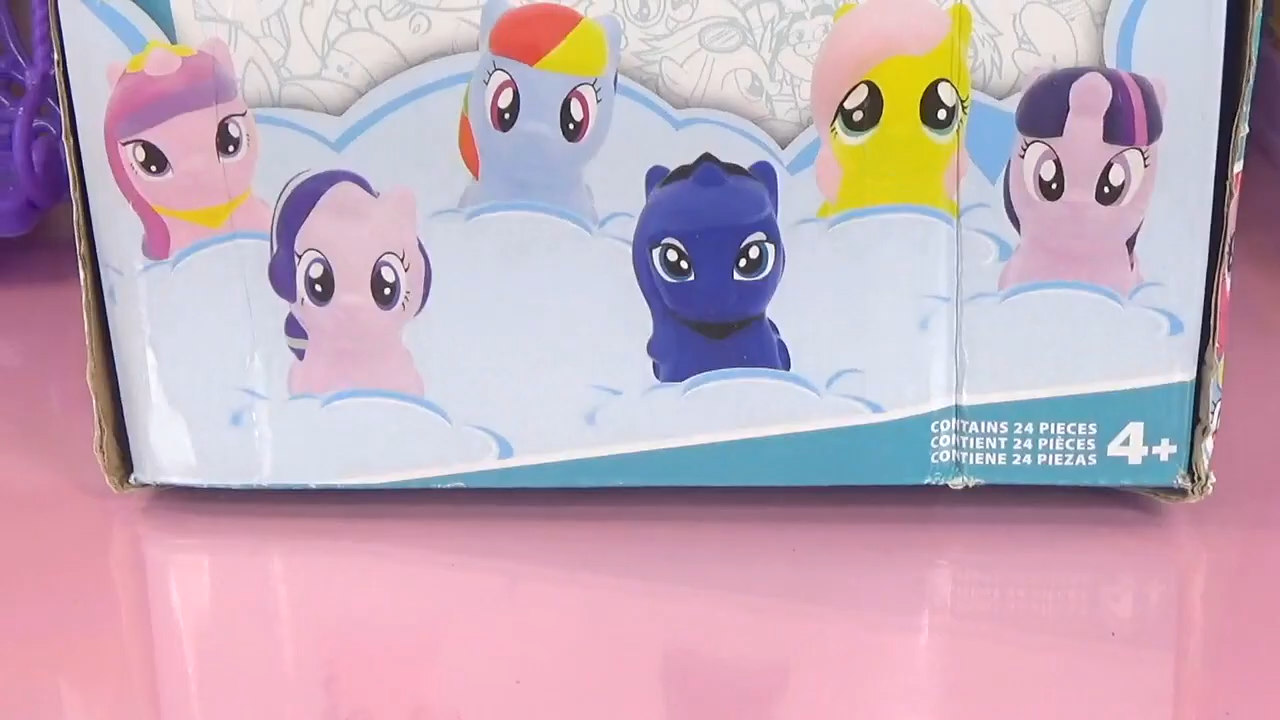 CONTAINS 24 PIECES
CONTIENT 24 PIÈCES
CONTIENE 24 PIEZAS
4+